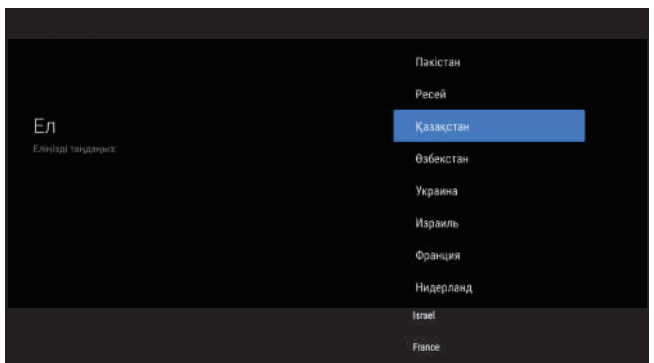 Пәкістан
Ресей
Ел
Еліңізді таңдаңыз:
Қазақстан
Өзбекстан
Украина
Израиль
Франция
Нидерланд
Israel
France